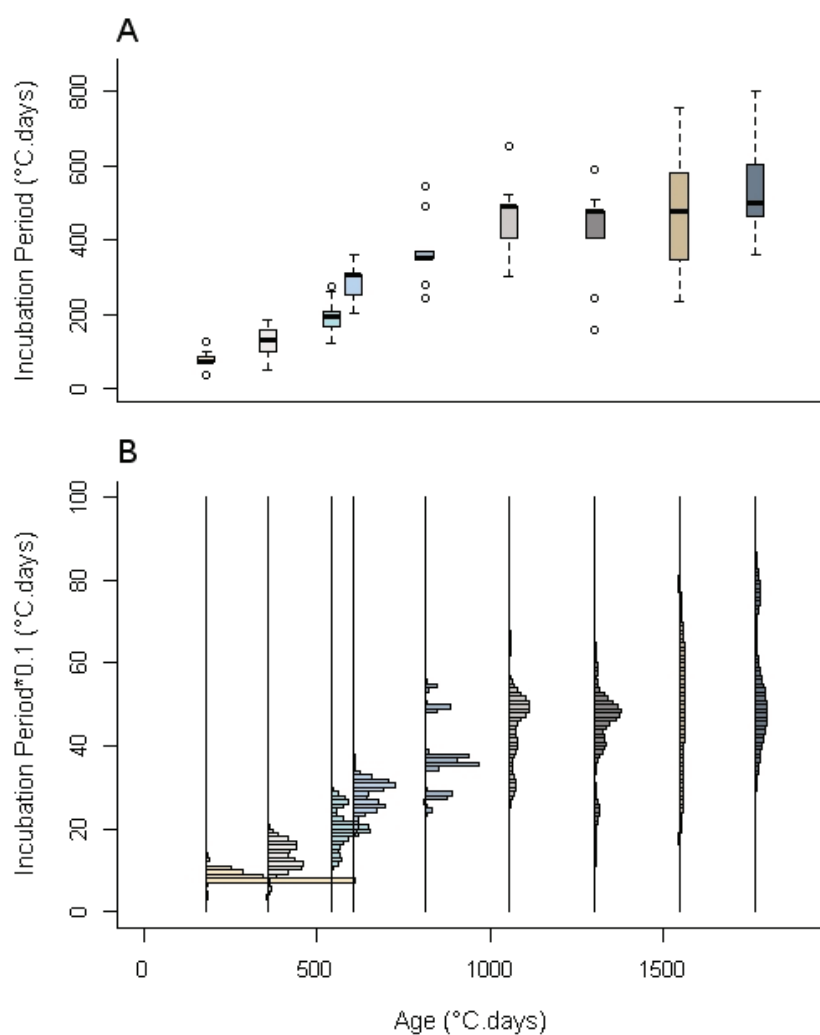 A
Incubation Period (°C.days)
800
600
400
200
0
B
Incubation Period*0.1 (°C.days)
100
80
60
40
20
0
0 500 1000 1500
Age (°C.days)